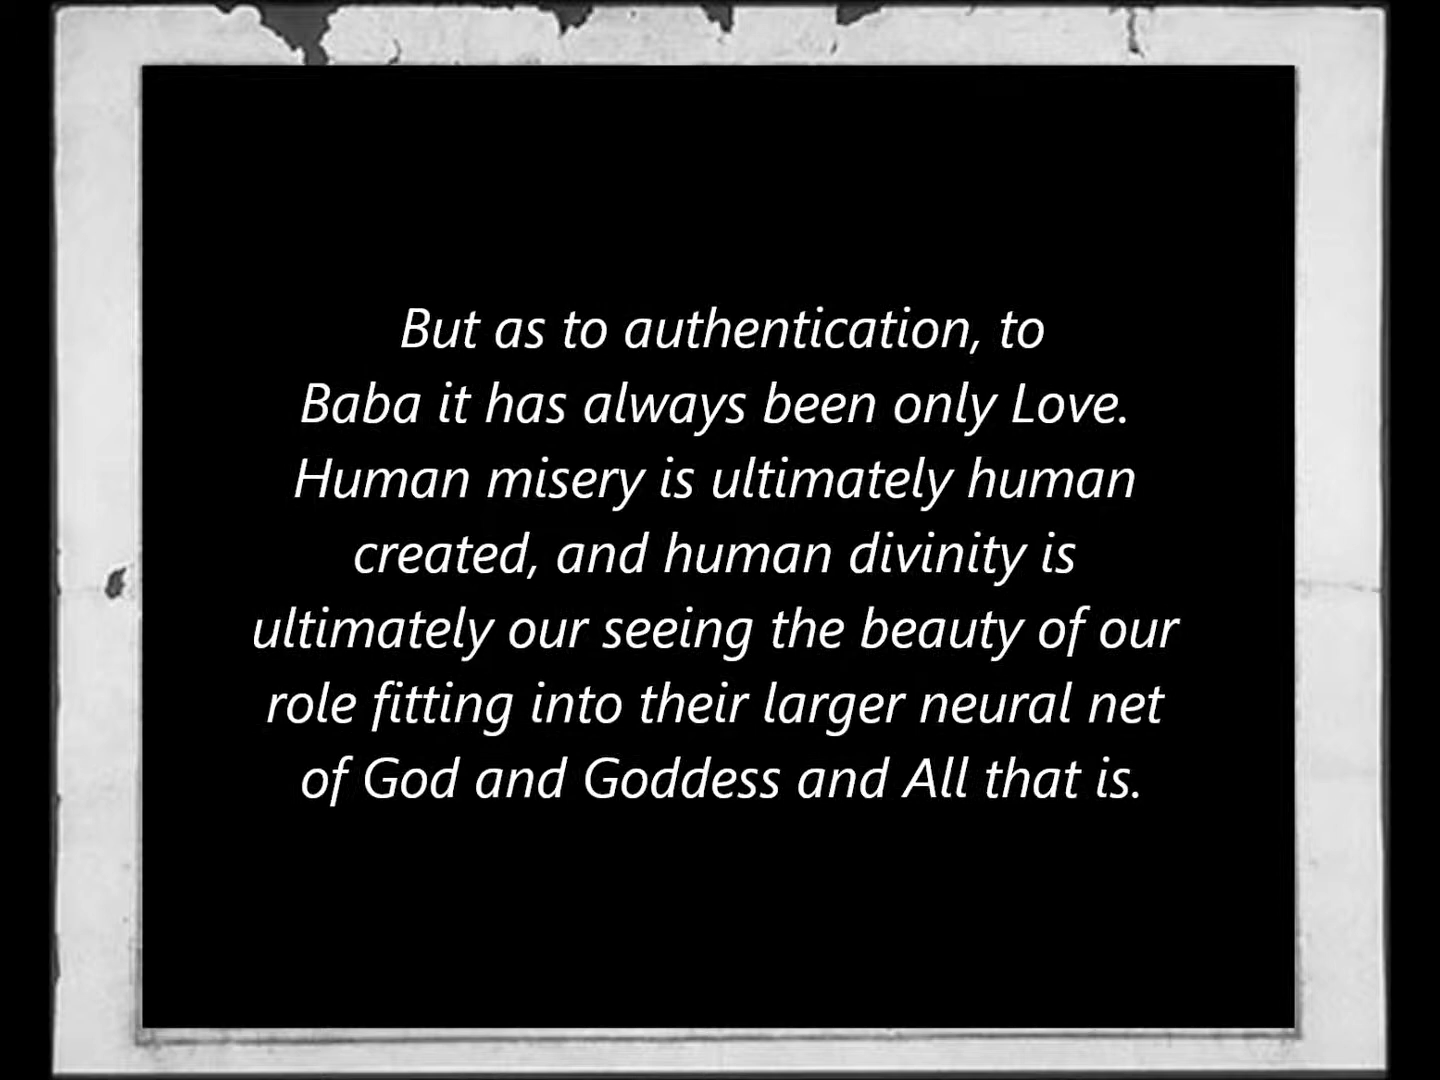 But as to authentication, to
Baba it has always been only Love.
Human misery is ultimately human
created, and human divinity is
ultimately our seeing the beauty of our
role fitting into their larger neural net
of God and Goddess and All that is.